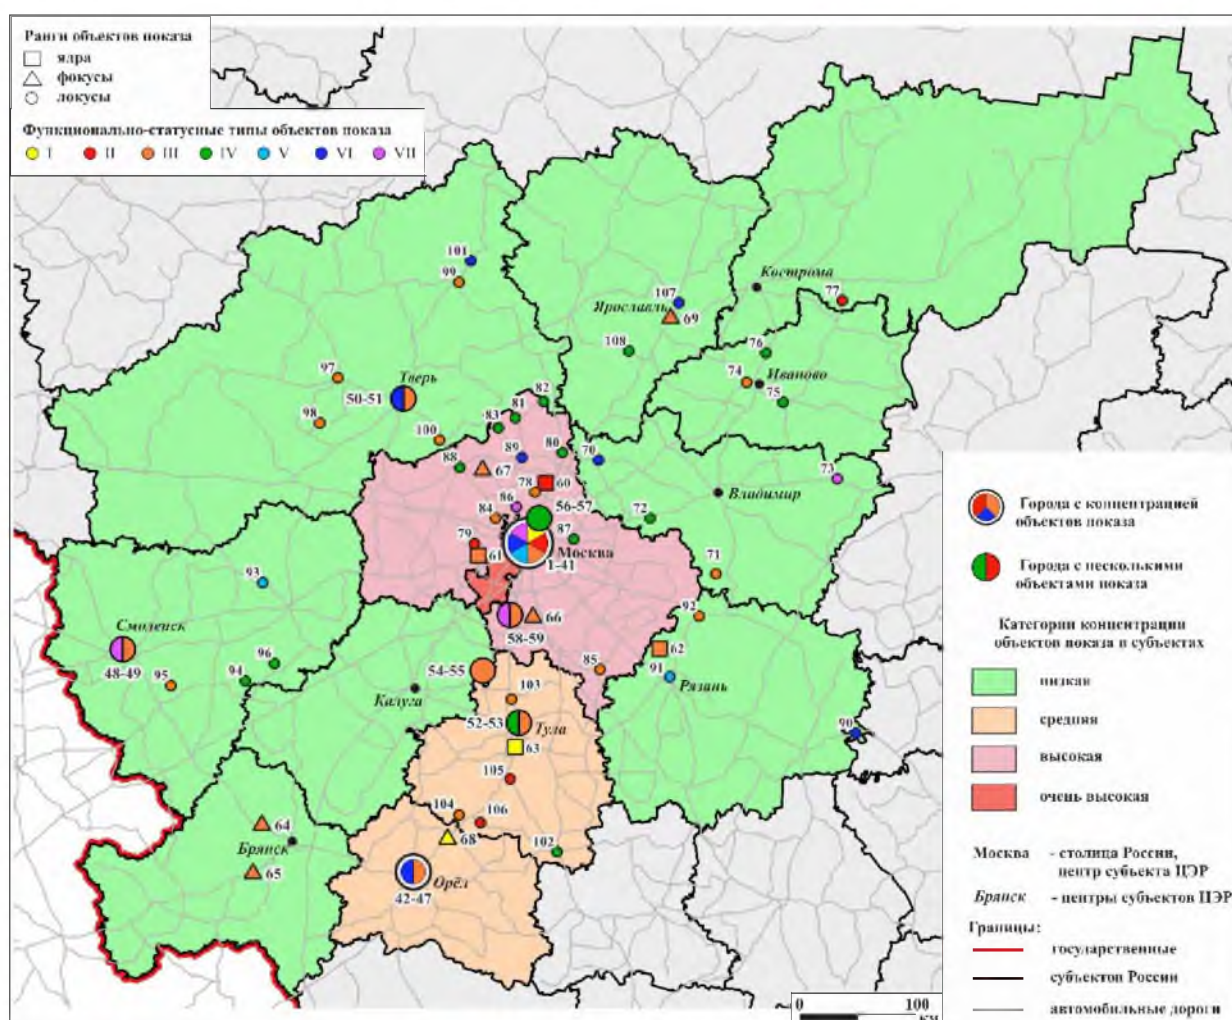 Ранги объектов показа
ядра
фокусы
локусы
Функционально-статусные типы объектов показа
I II III IV V VI VII
101
99
Кострома
107
77
Ярославль
69
108
76
97
74
Иваново
Тверь
75
50-51
82
81
98
83
100
89
80
70
73
88
67
78
60
Владимир
86
56-57
84
72
87
79
Москва
61
1-41
71
93
92
66
Смоленск
58-59
62
48-49
96
85
91
54-55
95
94
Рязань
103
Калуга
52-53
Тула
90
63
105
104
106
64
68
102
Брянск
65
Орёл
42-47
Города с концентрацией
объектов показа
Города с несколькими
объектами показа
Категории концентрации
объектов показа в субъектах
низкая
средняя
высокая
очень высокая
Москва - столица России,
центр субъекта ЦЭР
Брянск - центры субъектов ЦЭР
Границы:
государственные
субъектов России
автомобильные дороги
0 100
км